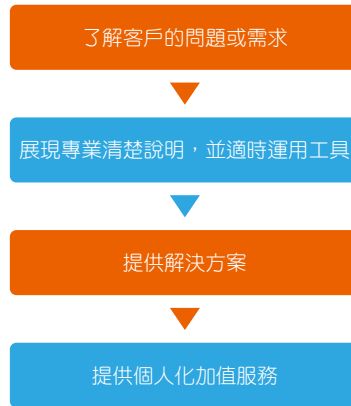 了解客戶的問題或需求
展現專業清楚說明，並適時運用工具
提供解決方案
提供個人化加值服務